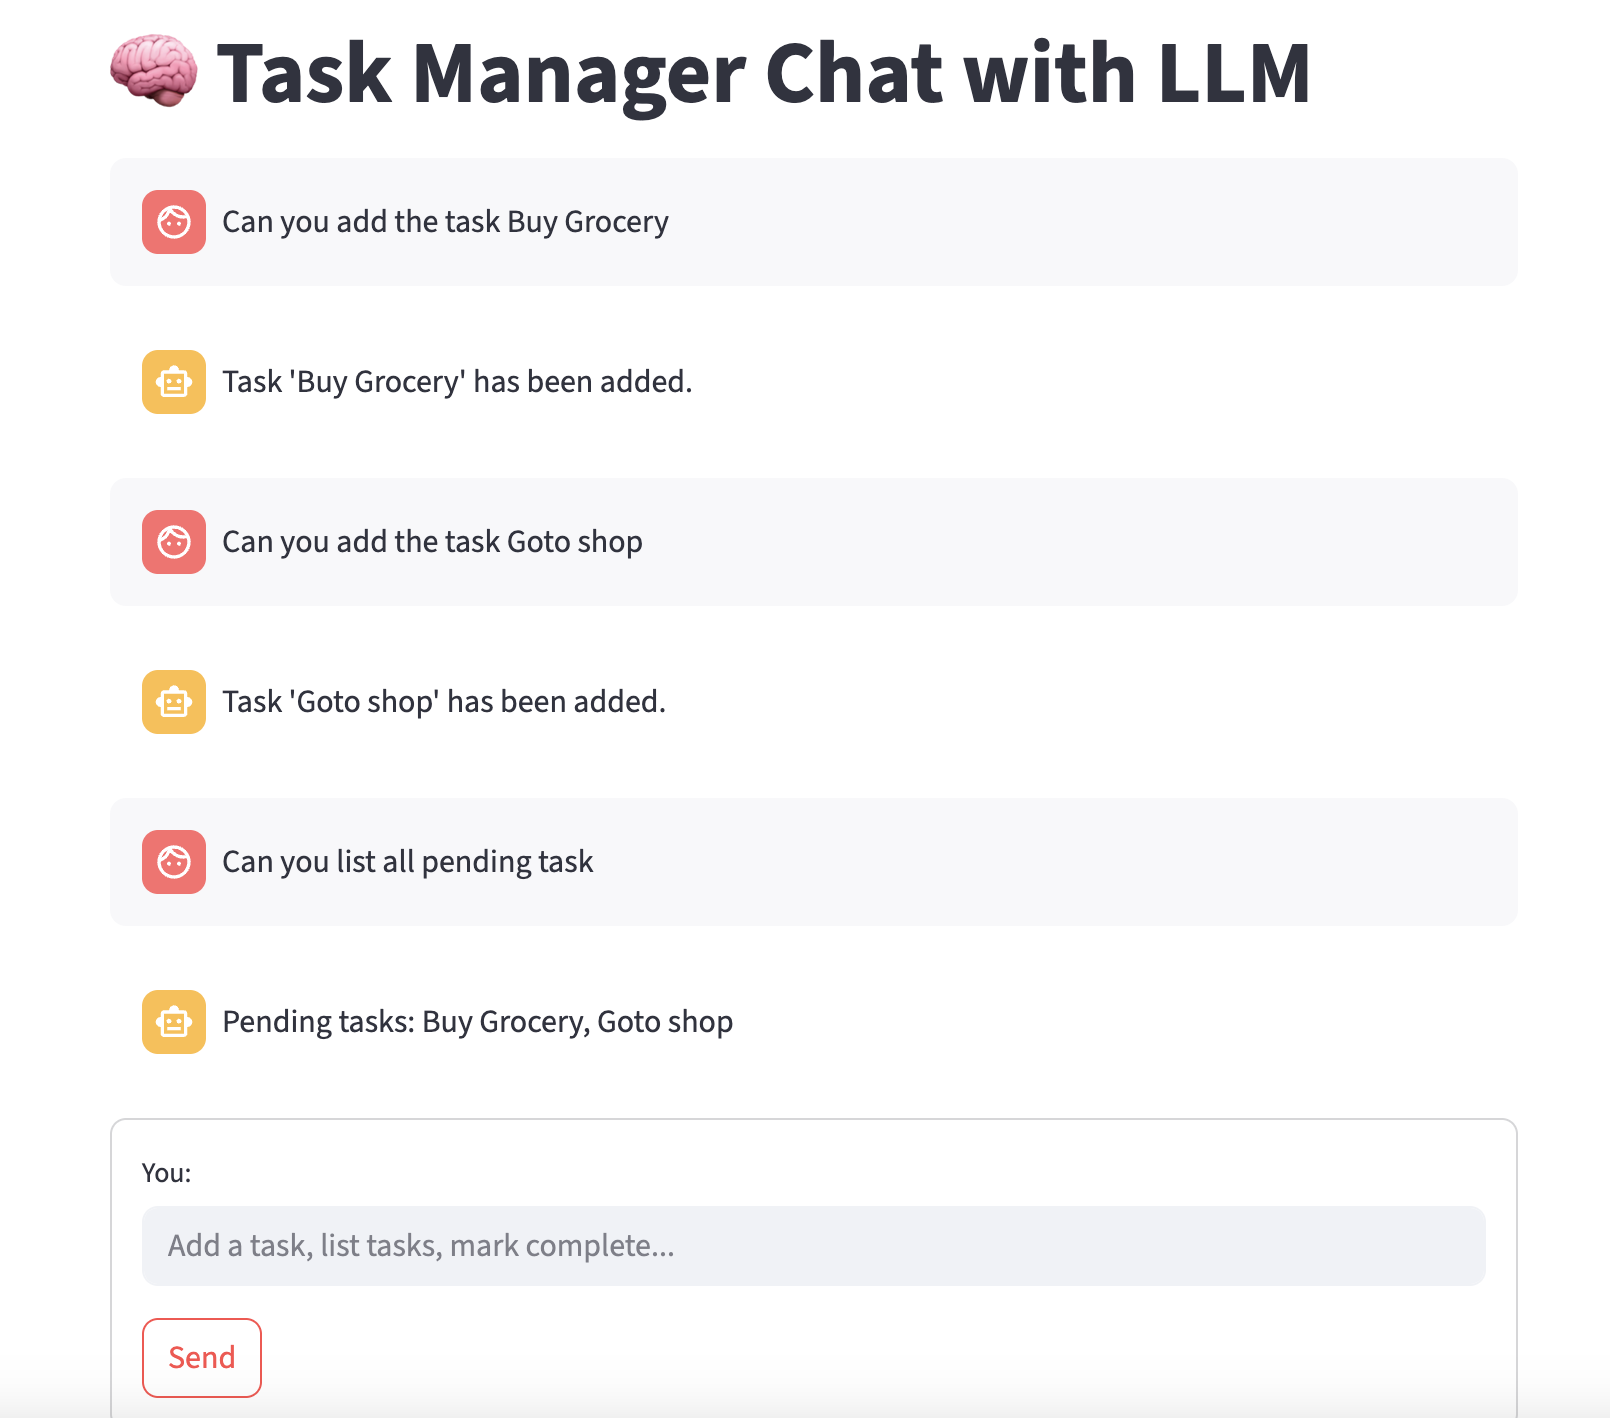 Task Manager Chat with LLM
Can you add the task Buy Grocery
Task 'Buy Grocery' has been added.
Can you add the task Goto shop
Task 'Goto shop' has been added.
Can you list all pending task
Pending tasks: Buy Grocery, Goto shop
You:
Add a task, list tasks, mark complete...
Send